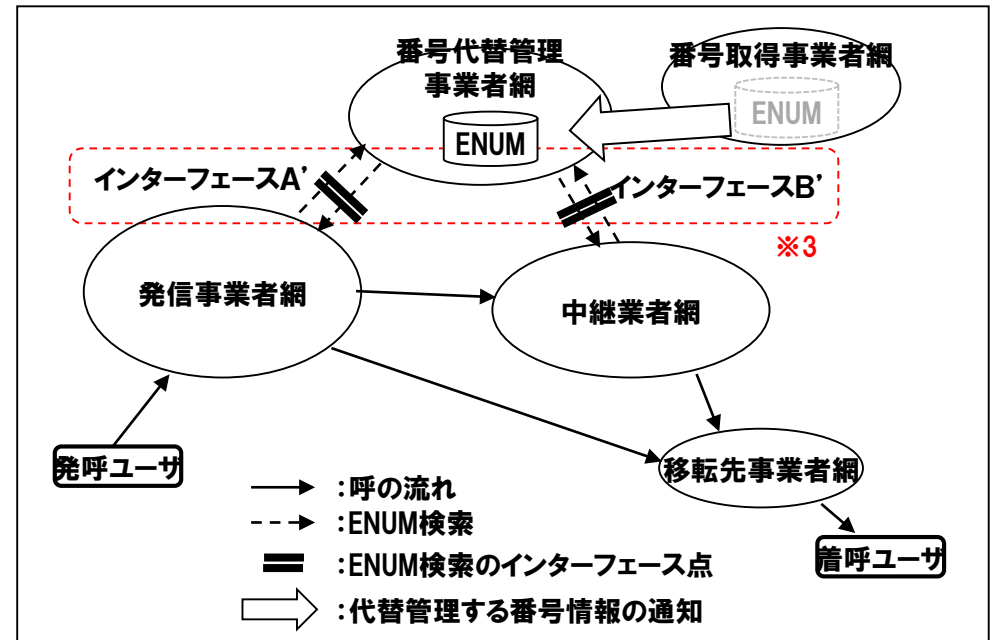 番号代替管理
事業者網
ENUM
番号取得事業者網
ENUM
インターフェースA’
インターフェースB’
※3
発信事業者網
中継業者網
発呼ユーザ
移転先事業者網
着呼ユーザ
:呼の流れ
:ENUM検索
:ENUM検索のインターフェース点
:代替管理する番号情報の通知